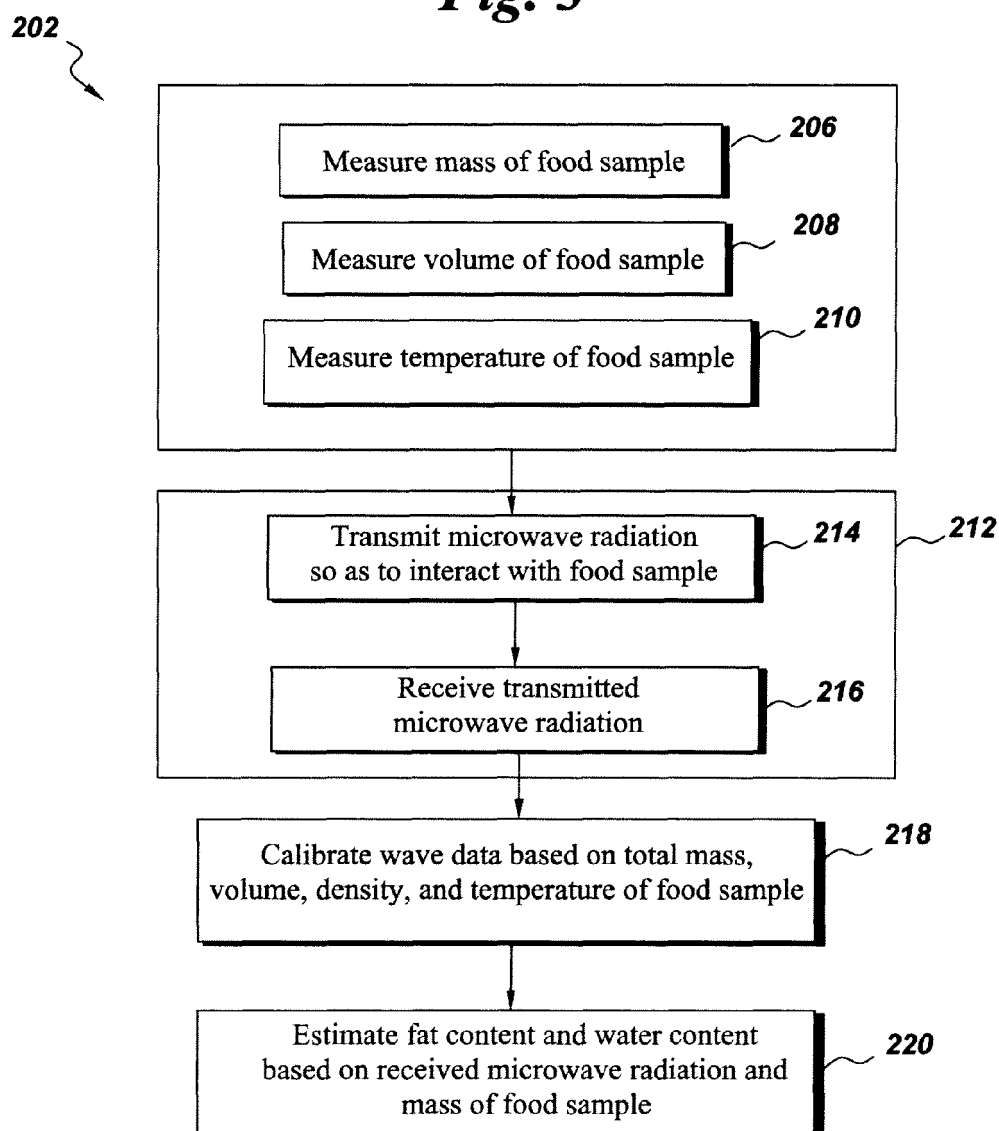 Fig. 3
202
206
Measure mass of food sample
208
Measure volume of food sample
210
Measure temperature of food sample
Transmit microwave radiation
so as to interact with food sample
214
212
Receive transmitted
microwave radiation
216
218
Calibrate wave data based on total mass,
volume, density, and temperature of food sample
Estimate fat content and water content
based on received microwave radiation and
mass of food sample
220